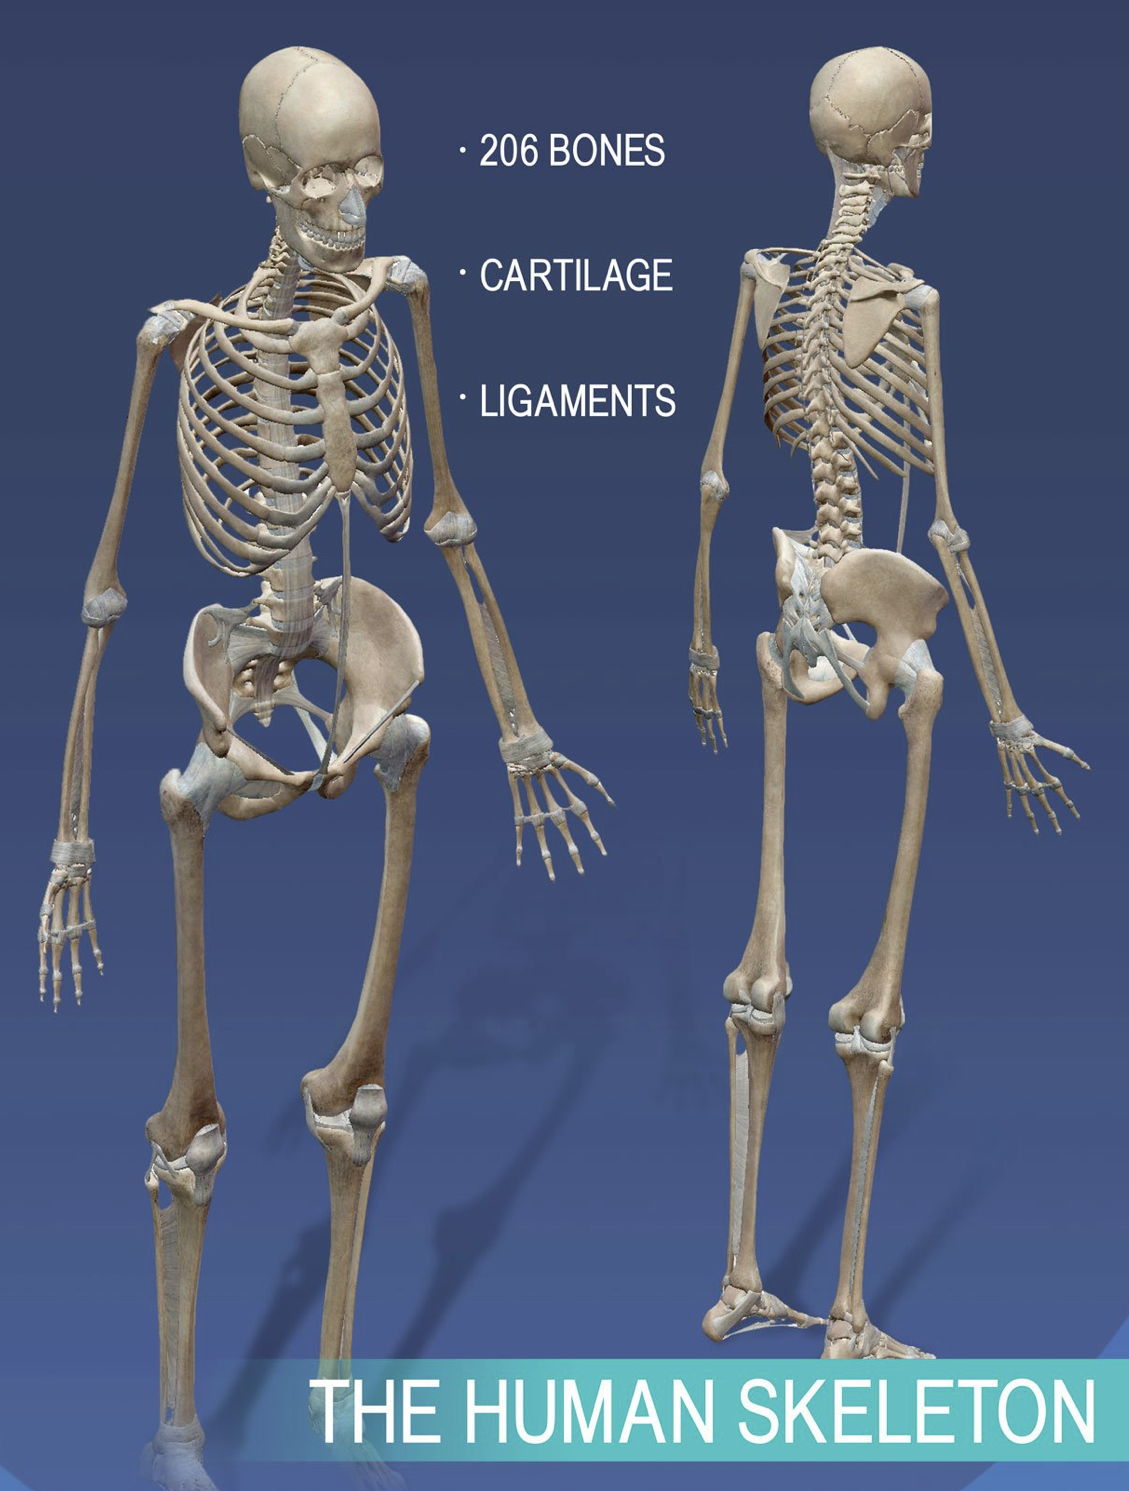 · 206 BONES
· CARTILAGE
· LIGAMENTS
THE HUMAN SKELETON